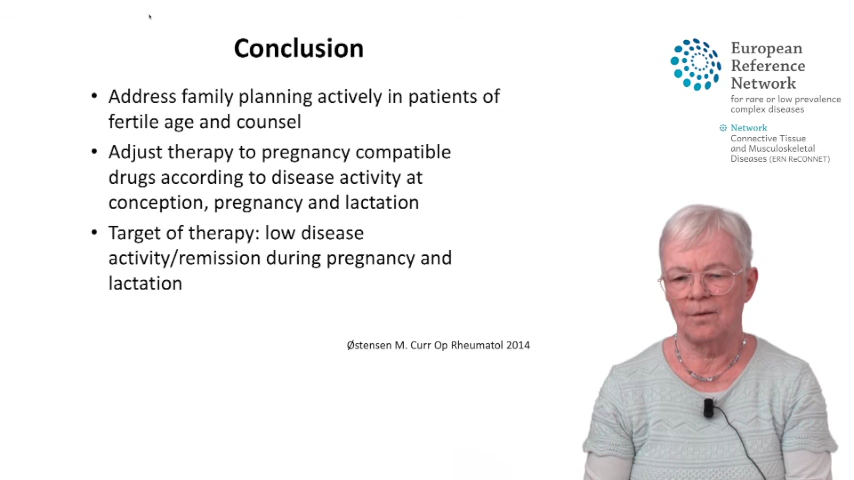 Conclusion
• Address family planning actively in patients of
fertile age and counsel
• Adjust therapy to pregnancy compatible
drugs according to disease activity at
conception, pregnancy and lactation
• Target of therapy: low disease
activity/remission during pregnancy and
lactation
Østensen M. Curr Op Rheumatol 2014
European
Reference
Network
for rare or low prevalence
complex diseases
Network
Connective Tissue
and Musculoskeletal
Diseases (ERN ReCONNET)